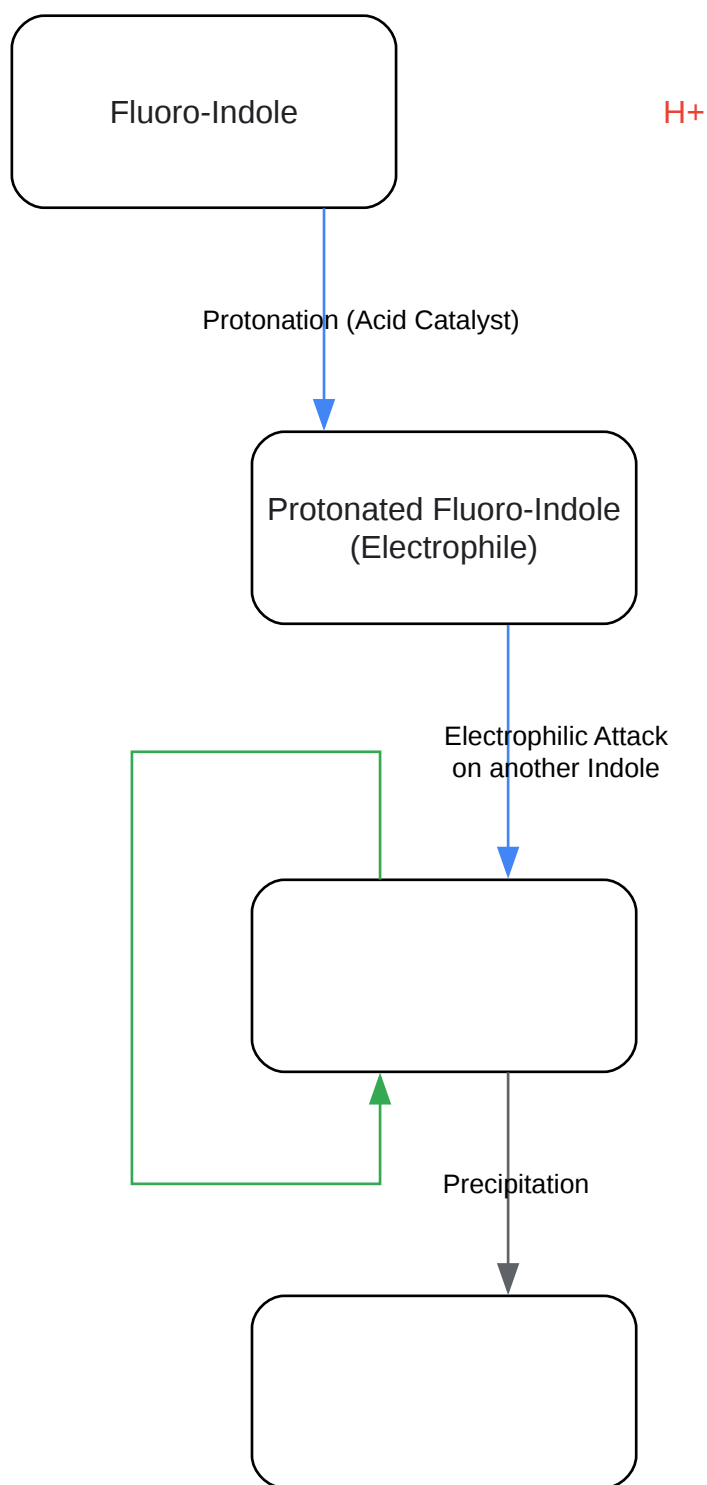 Fluoro-Indole
H+
Protonation (Acid Catalyst)
Protonated Fluoro-Indole
(Electrophile)
Electrophilic Attack
on another Indole
Precipitation